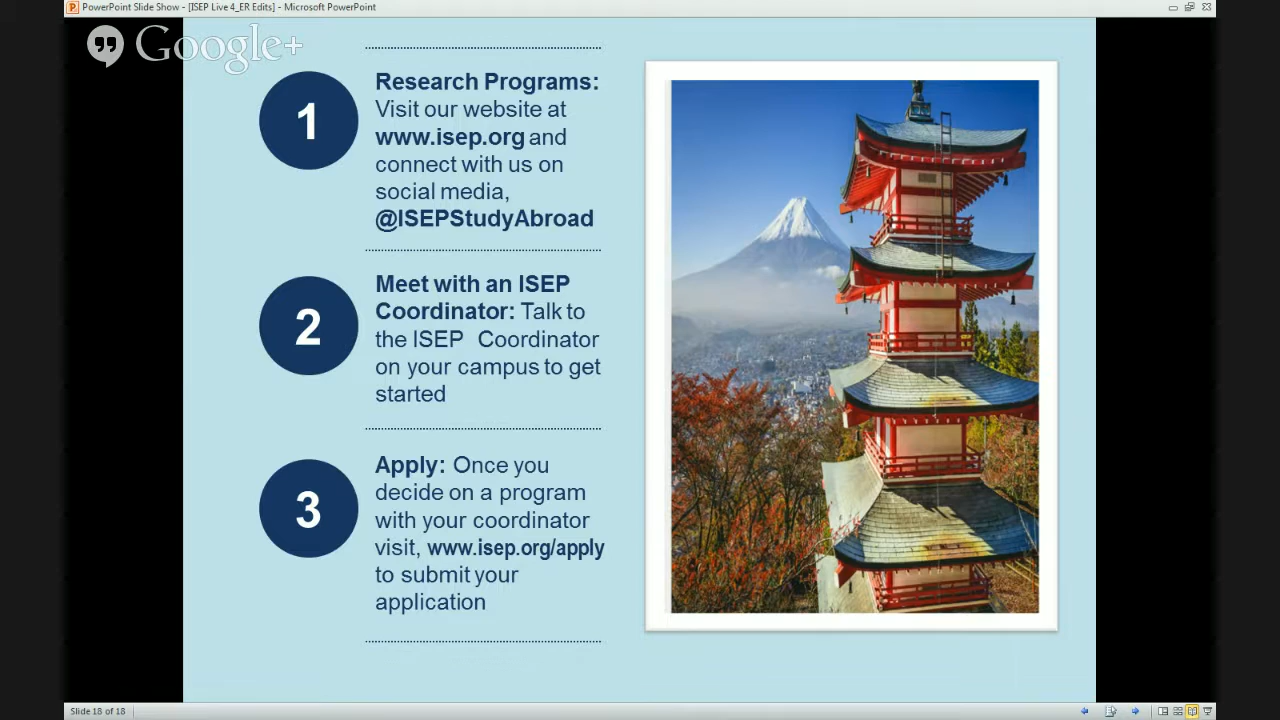 PowerPoint Slide Show - [ISEP Live 4_ER Edits] - Microsoft PowerPoint
Google+
1
Research Programs:
Visit our website at
www.isep.org and
connect with us on
social media,
@ISEPStudyAbroad
2
Meet with an ISEP
Coordinator: Talk to
the ISEP Coordinator
on your campus to get
started
3
Apply: Once you
decide on a program
with your coordinator
visit, www.isep.org/apply
to submit your
application
Slide 18 of 18